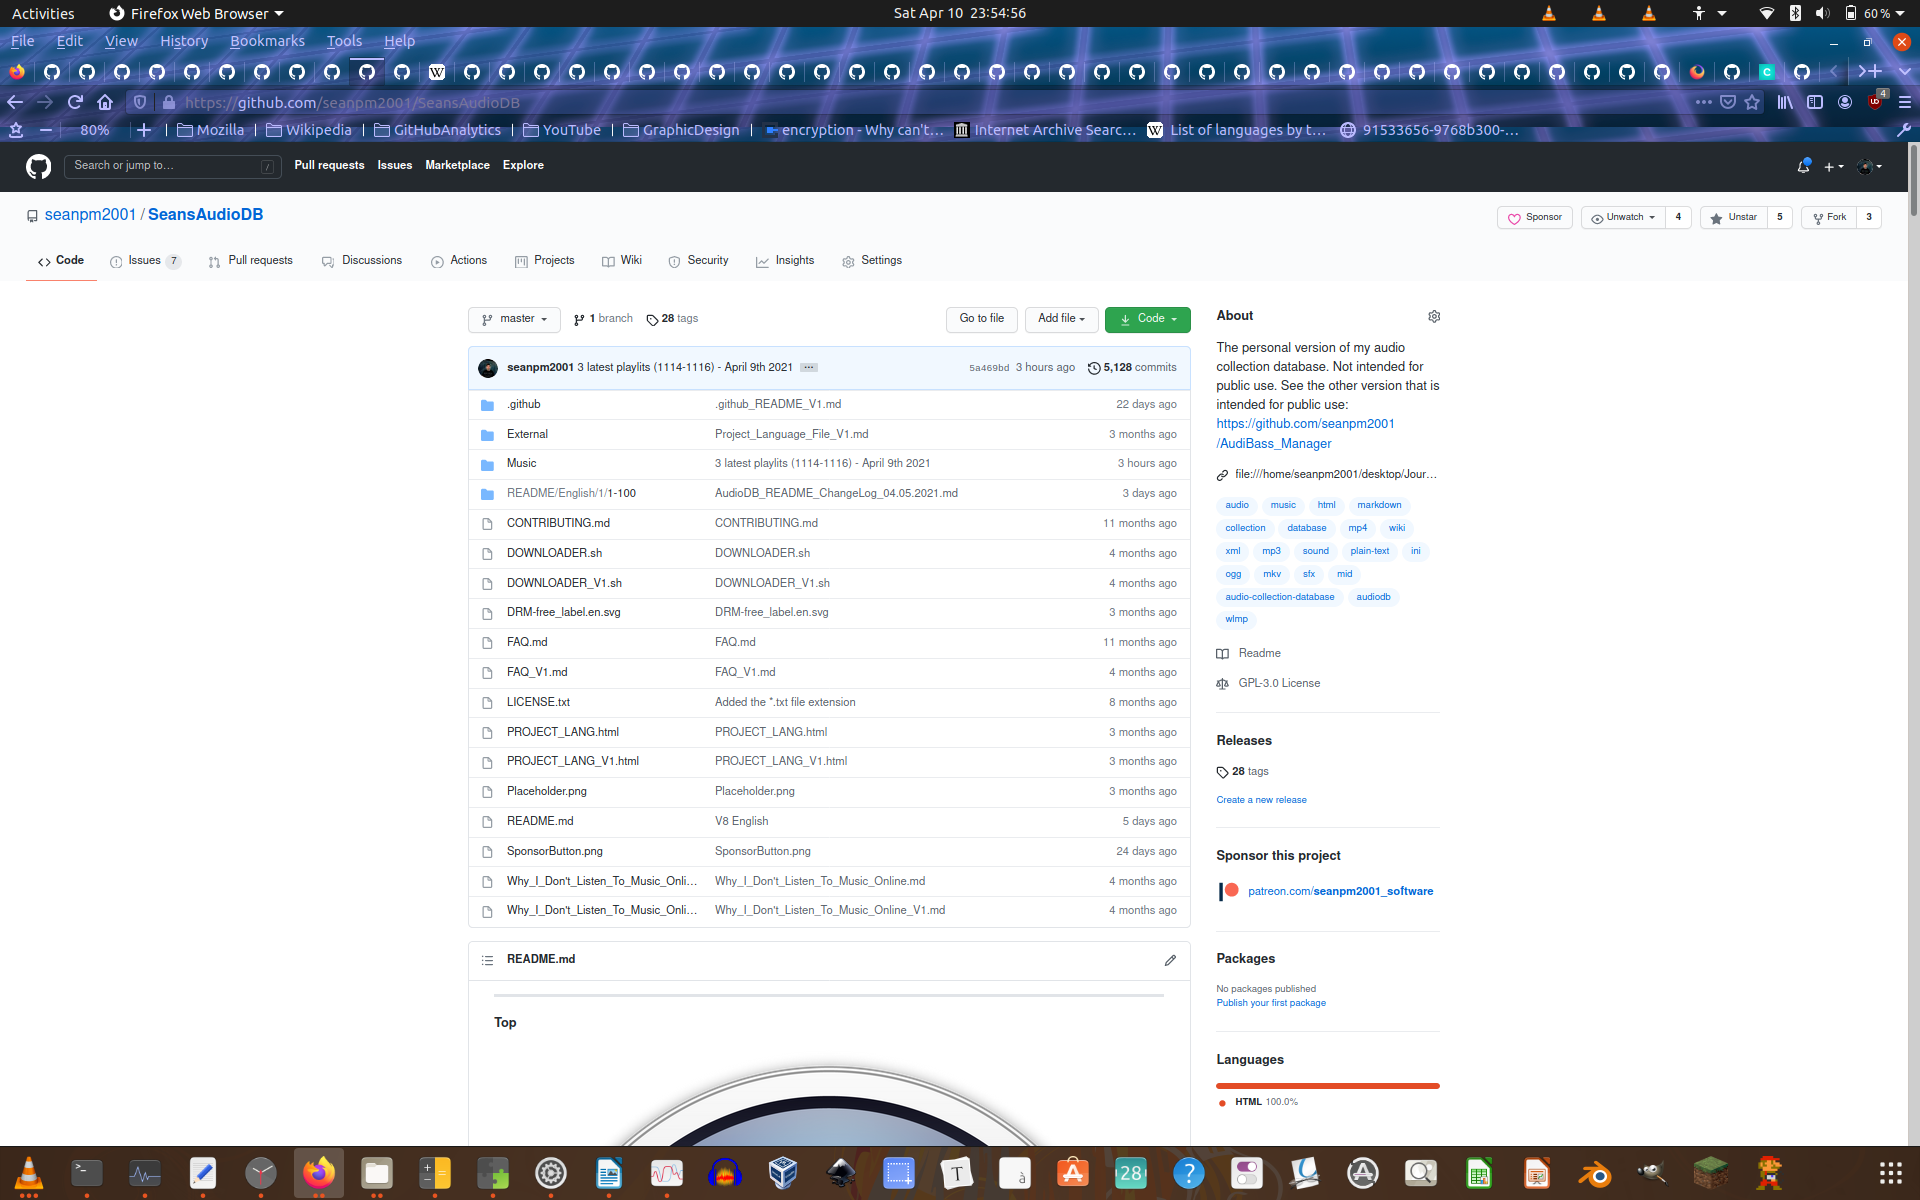 Activities Firefox Web Browser Sat Apr 10 23:54:56 60 %
File Edit View History Bookmarks Tools Help
https://github.com/seanpm2001/SeansAudioDB 4
80% Mozilla Wikipedia GitHubAnalytics YouTube GraphicDesign encryption - Why can't… Internet Archive Searc… List of languages by t… 91533656-9768b300-…
Search or jump to… / Pull requests Issues Marketplace Explore
seanpm2001 / SeansAudioDB Sponsor Unwatch 4 Unstar 5 Fork 3
Code Issues 7 Pull requests Discussions Actions Projects Wiki Security Insights Settings
master 1 branch 28 tags Go to file Add file Code
seanpm2001 3 latest playlits (1114-1116) - April 9th 2021 … 5a469bd 3 hours ago 5,128 commits
.github .github_README_V1.md 22 days ago
External Project_Language_File_V1.md 3 months ago
Music 3 latest playlits (1114-1116) - April 9th 2021 3 hours ago
README/English/1/1-100 AudioDB_README_ChangeLog_04.05.2021.md 3 days ago
CONTRIBUTING.md CONTRIBUTING.md 11 months ago
DOWNLOADER.sh DOWNLOADER.sh 4 months ago
DOWNLOADER_V1.sh DOWNLOADER_V1.sh 4 months ago
DRM-free_label.en.svg DRM-free_label.en.svg 3 months ago
FAQ.md FAQ.md 11 months ago
FAQ_V1.md FAQ_V1.md 4 months ago
LICENSE.txt Added the *.txt file extension 8 months ago
PROJECT_LANG.html PROJECT_LANG.html 3 months ago
PROJECT_LANG_V1.html PROJECT_LANG_V1.html 3 months ago
Placeholder.png Placeholder.png 3 months ago
README.md V8 English 5 days ago
SponsorButton.png SponsorButton.png 24 days ago
Why_I_Don't_Listen_To_Music_Onli… Why_I_Don't_Listen_To_Music_Online.md 4 months ago
Why_I_Don't_Listen_To_Music_Onli… Why_I_Don't_Listen_To_Music_Online_V1.md 4 months ago
README.md
Top
About
The personal version of my audio
collection database. Not intended for
public use. See the other version that is
intended for public use:
https://github.com/seanpm2001
/AudiBass_Manager
file:///home/seanpm2001/desktop/Jour…
audio music html markdown
collection database mp4 wiki
xml mp3 sound plain-text ini
ogg mkv sfx mid
audio-collection-database audiodb
wlmp
Readme
GPL-3.0 License
Releases
28 tags
Create a new release
Sponsor this project
patreon.com/seanpm2001_software
Packages
No packages published
Publish your first package
Languages
HTML 100.0%